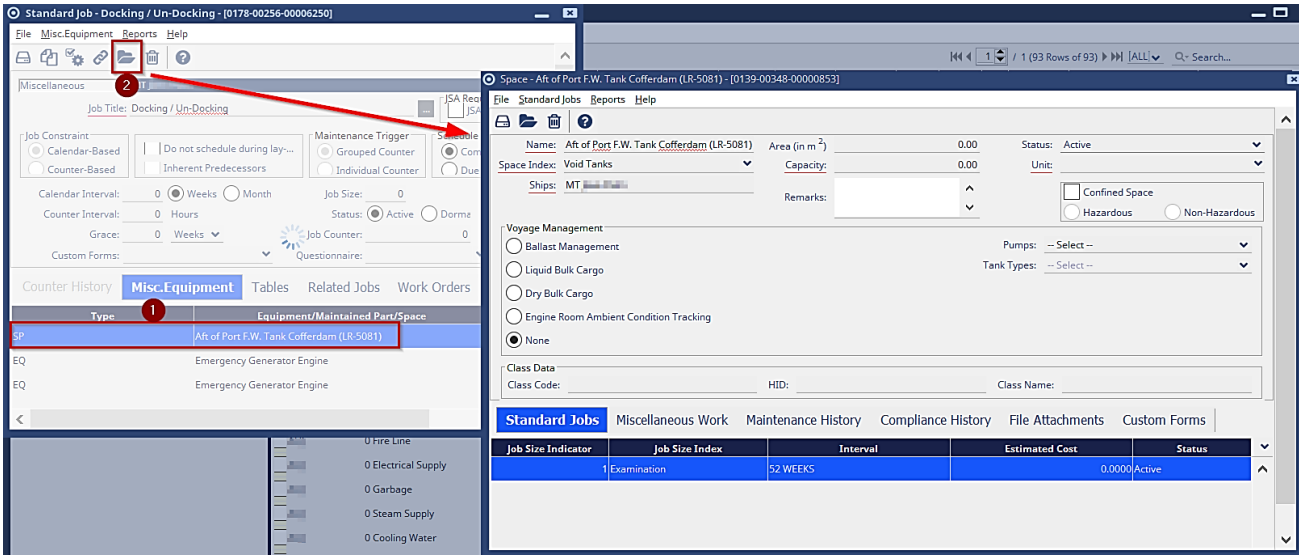 Standard Job - Docking / Un-Docking - [0178-00256-00006250]
File Misc.Equipment Reports Help
2
Miscellaneous
Job Title: Docking / Un-Docking ...
JSA
Job Constraint
Calendar-Based
Counter-Based
Do not schedule during lay-...
Inherent Predecessors
Maintenance Trigger
Grouped Counter
Individual Counter
Schedule
Com
Due
Calendar Interval: 0 Weeks Month Job Size: 0
Counter Interval: 0 Hours Status: Active Dorma
Grace: 0 Weeks Job Counter: 0
Custom Forms: Questionnaire:
Counter History Misc.Equipment Tables Related Jobs Work Orders
1
Type Equipment/Maintained Part/Space
SP Aft of Port F.W. Tank Cofferdam (LR-5081)
EQ Emergency Generator Engine
EQ Emergency Generator Engine
0 Fire Line
0 Electrical Supply
0 Garbage
0 Steam Supply
0 Cooling Water
1 / 1 (93 Rows of 93) [ALL] Search...
Space - Aft of Port F.W. Tank Cofferdam (LR-5081) - [0139-00348-00000853]
File Standard Jobs Reports Help
Name: Aft of Port F.W. Tank Cofferdam (LR-5081) Area (in m 2) 0.00 Status: Active
Space Index: Void Tanks Capacity: 0.00 Unit:
Ships: MT
Remarks:
Confined Space
Hazardous Non-Hazardous
Voyage Management
Ballast Management
Liquid Bulk Cargo
Dry Bulk Cargo
Engine Room Ambient Condition Tracking
None
Pumps: -- Select --
Tank Types: -- Select --
Class Data
Class Code: HID: Class Name:
Standard Jobs Miscellaneous Work Maintenance History Compliance History File Attachments Custom Forms
Job Size Indicator Job Size Index Interval Estimated Cost Status
1 Examination 52 WEEKS 0.0000 Active